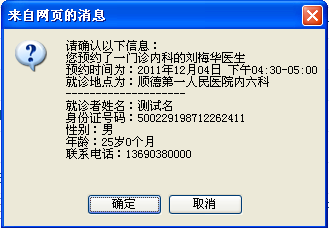 来自网页的消息
请确认以下信息：
您预约了一门诊内科的刘梅华医生
预约时间为：2011年12月04日 下午04:30-05:00
就诊地点为：顺德第一人民医院内六科
--------------------
就诊者姓名：测试名
身份证号码：500229198712262411
性别：男
年龄：25岁0个月
联系电话：13690380000
确定
取消